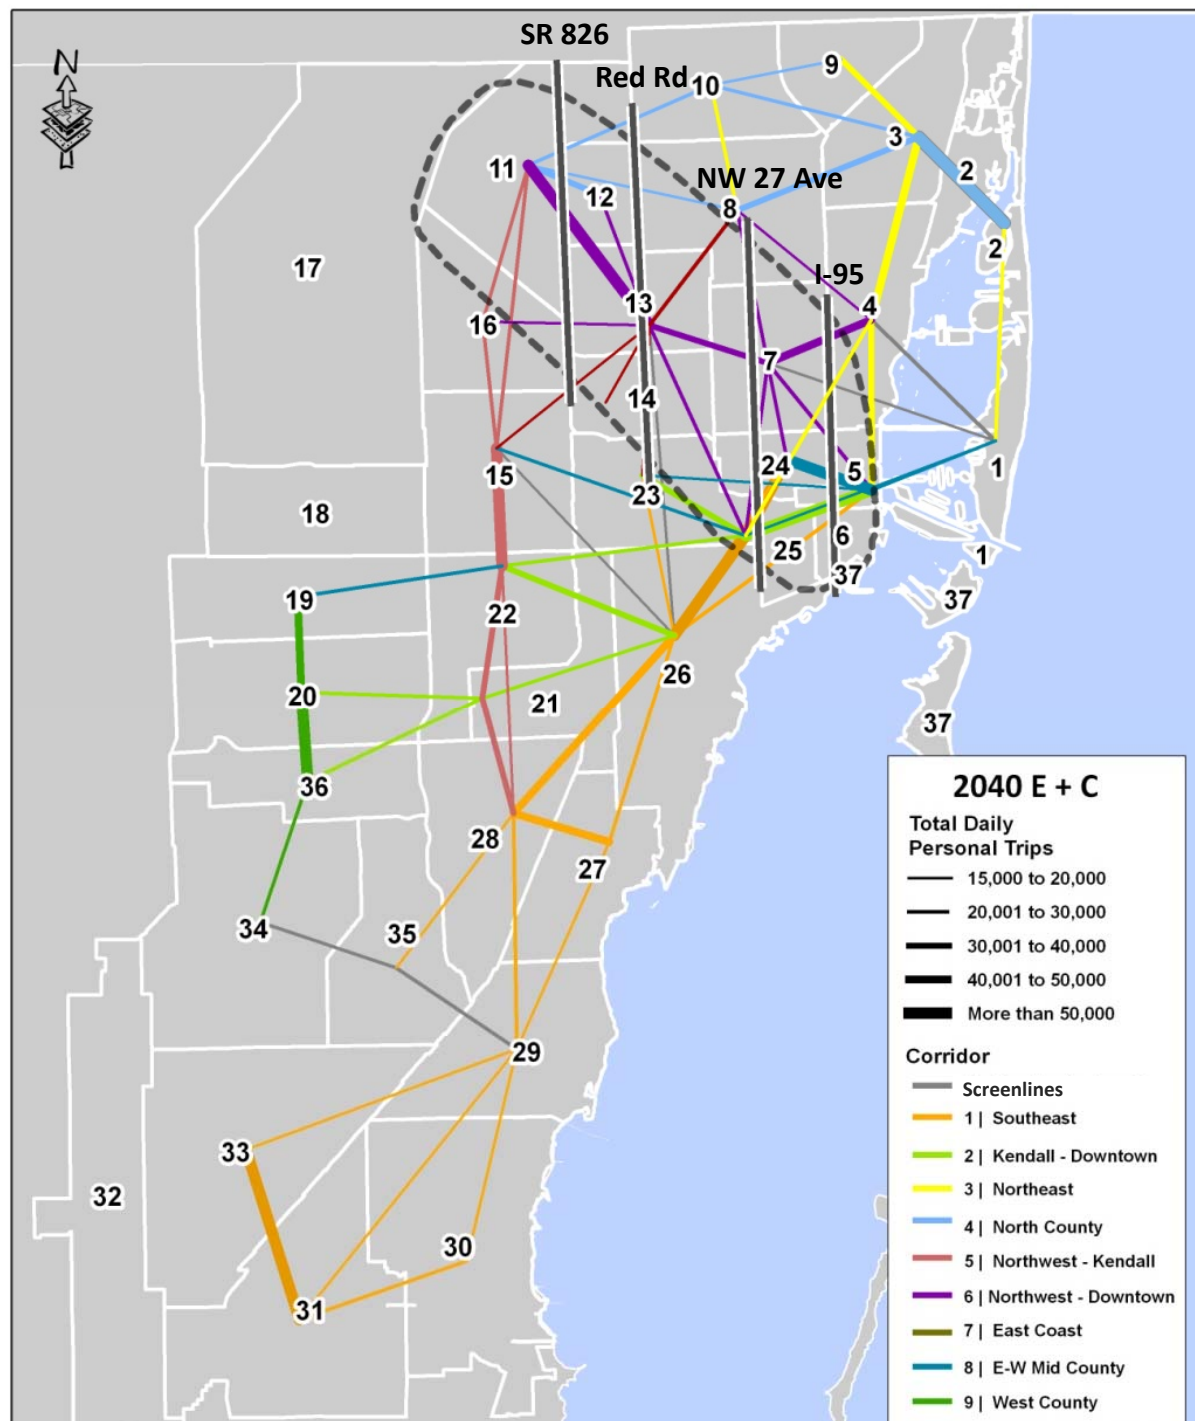 SR 826
N
Red Rd
9
10
3
2
11
NW 27 Ave
12
8
2
17
I-95
13
4
16
7
14
24
5
1
15
23
18
6
25
1
37
19
37
22
26
20
21
37
36
28
27
34
35
29
33
32
30
31
2040 E + C
Total Daily
Personal Trips
15,000 to 20,000
20,001 to 30,000
30,001 to 40,000
40,001 to 50,000
More than 50,000
Corridor
Screenlines
1 | Southeast
2 | Kendall - Downtown
3 | Northeast
4 | North County
5 | Northwest - Kendall
6 | Northwest - Downtown
7 | East Coast
8 | E-W Mid County
9 | West County